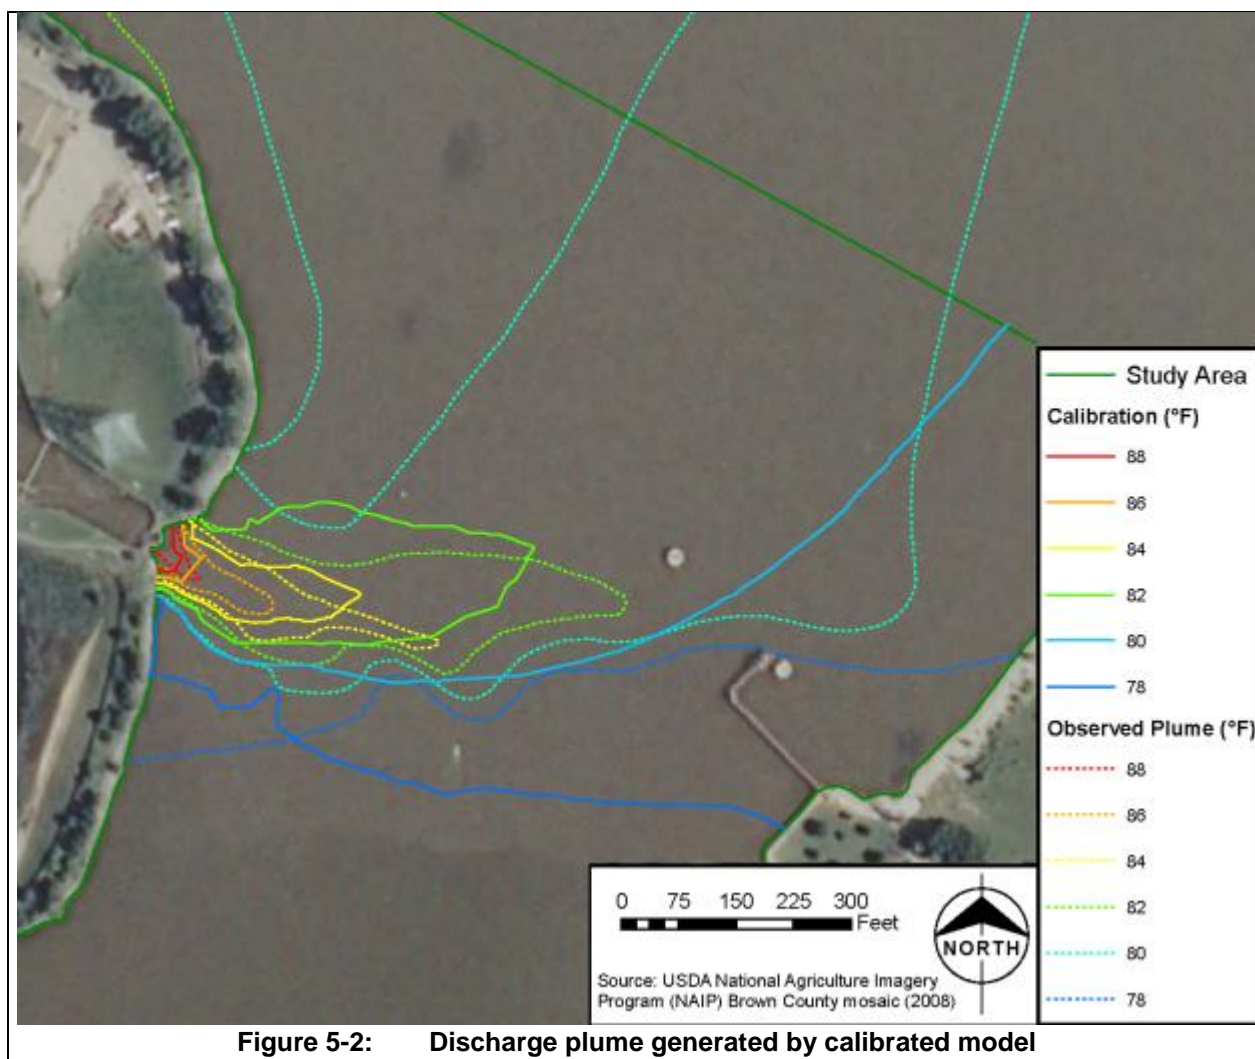 Study Area
Calibration (°F)
88
86
84
82
80
78
Observed Plume (°F)
88
86
84
82
80
78
0 75 150 225 300
Feet
NORTH
Source: USDA National Agriculture Imagery
Program (NAIP) Brown County mosaic (2008)
Figure 5-2: Discharge plume generated by calibrated model